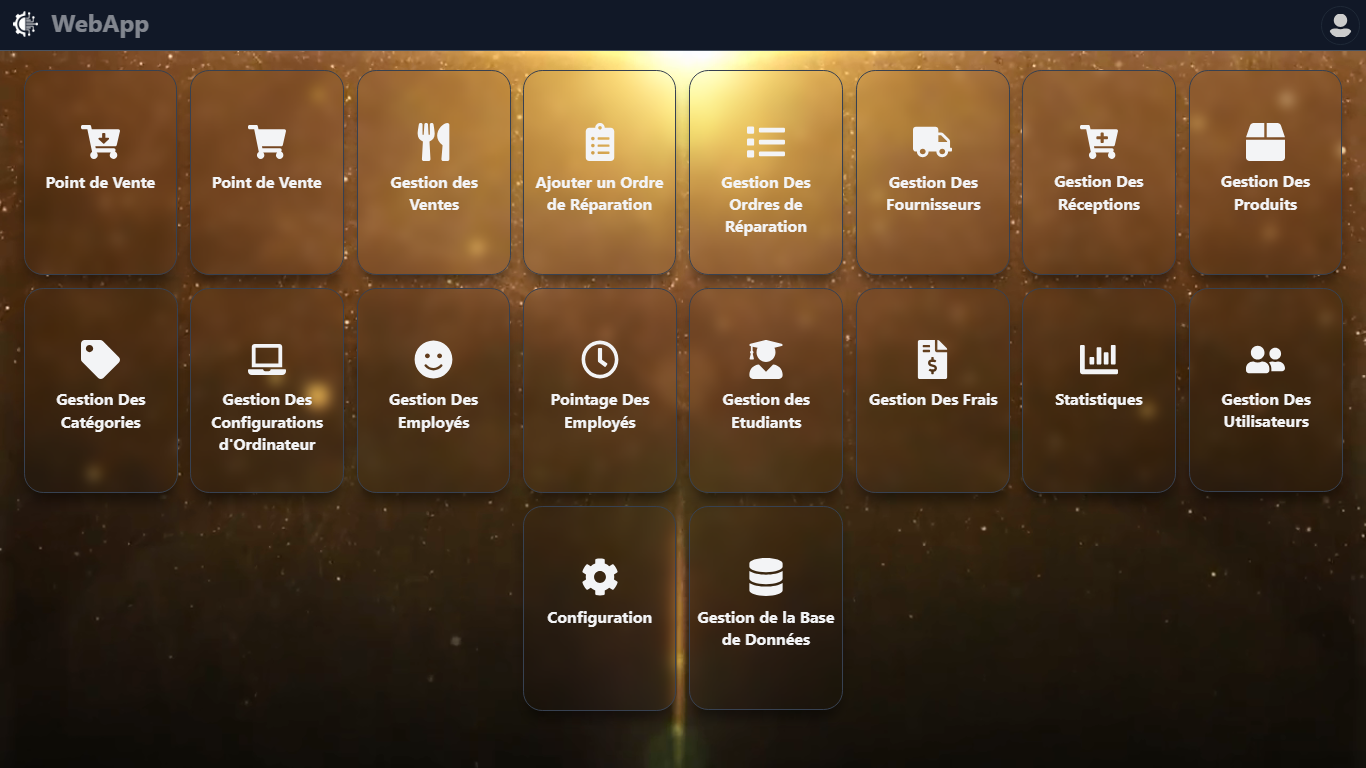 WebApp
Point de Vente
Point de Vente
Gestion des
Ventes
Ajouter un Ordre
de Réparation
Gestion Des
Ordres de
Réparation
Gestion Des
Fournisseurs
Gestion Des
Réceptions
Gestion Des
Produits
Gestion Des
Catégories
Gestion Des
Configurations
d'Ordinateur
Gestion Des
Employés
Pointage Des
Employés
Gestion des
Etudiants
Gestion Des Frais
Statistiques
Gestion Des
Utilisateurs
Configuration
Gestion de la Base
de Données